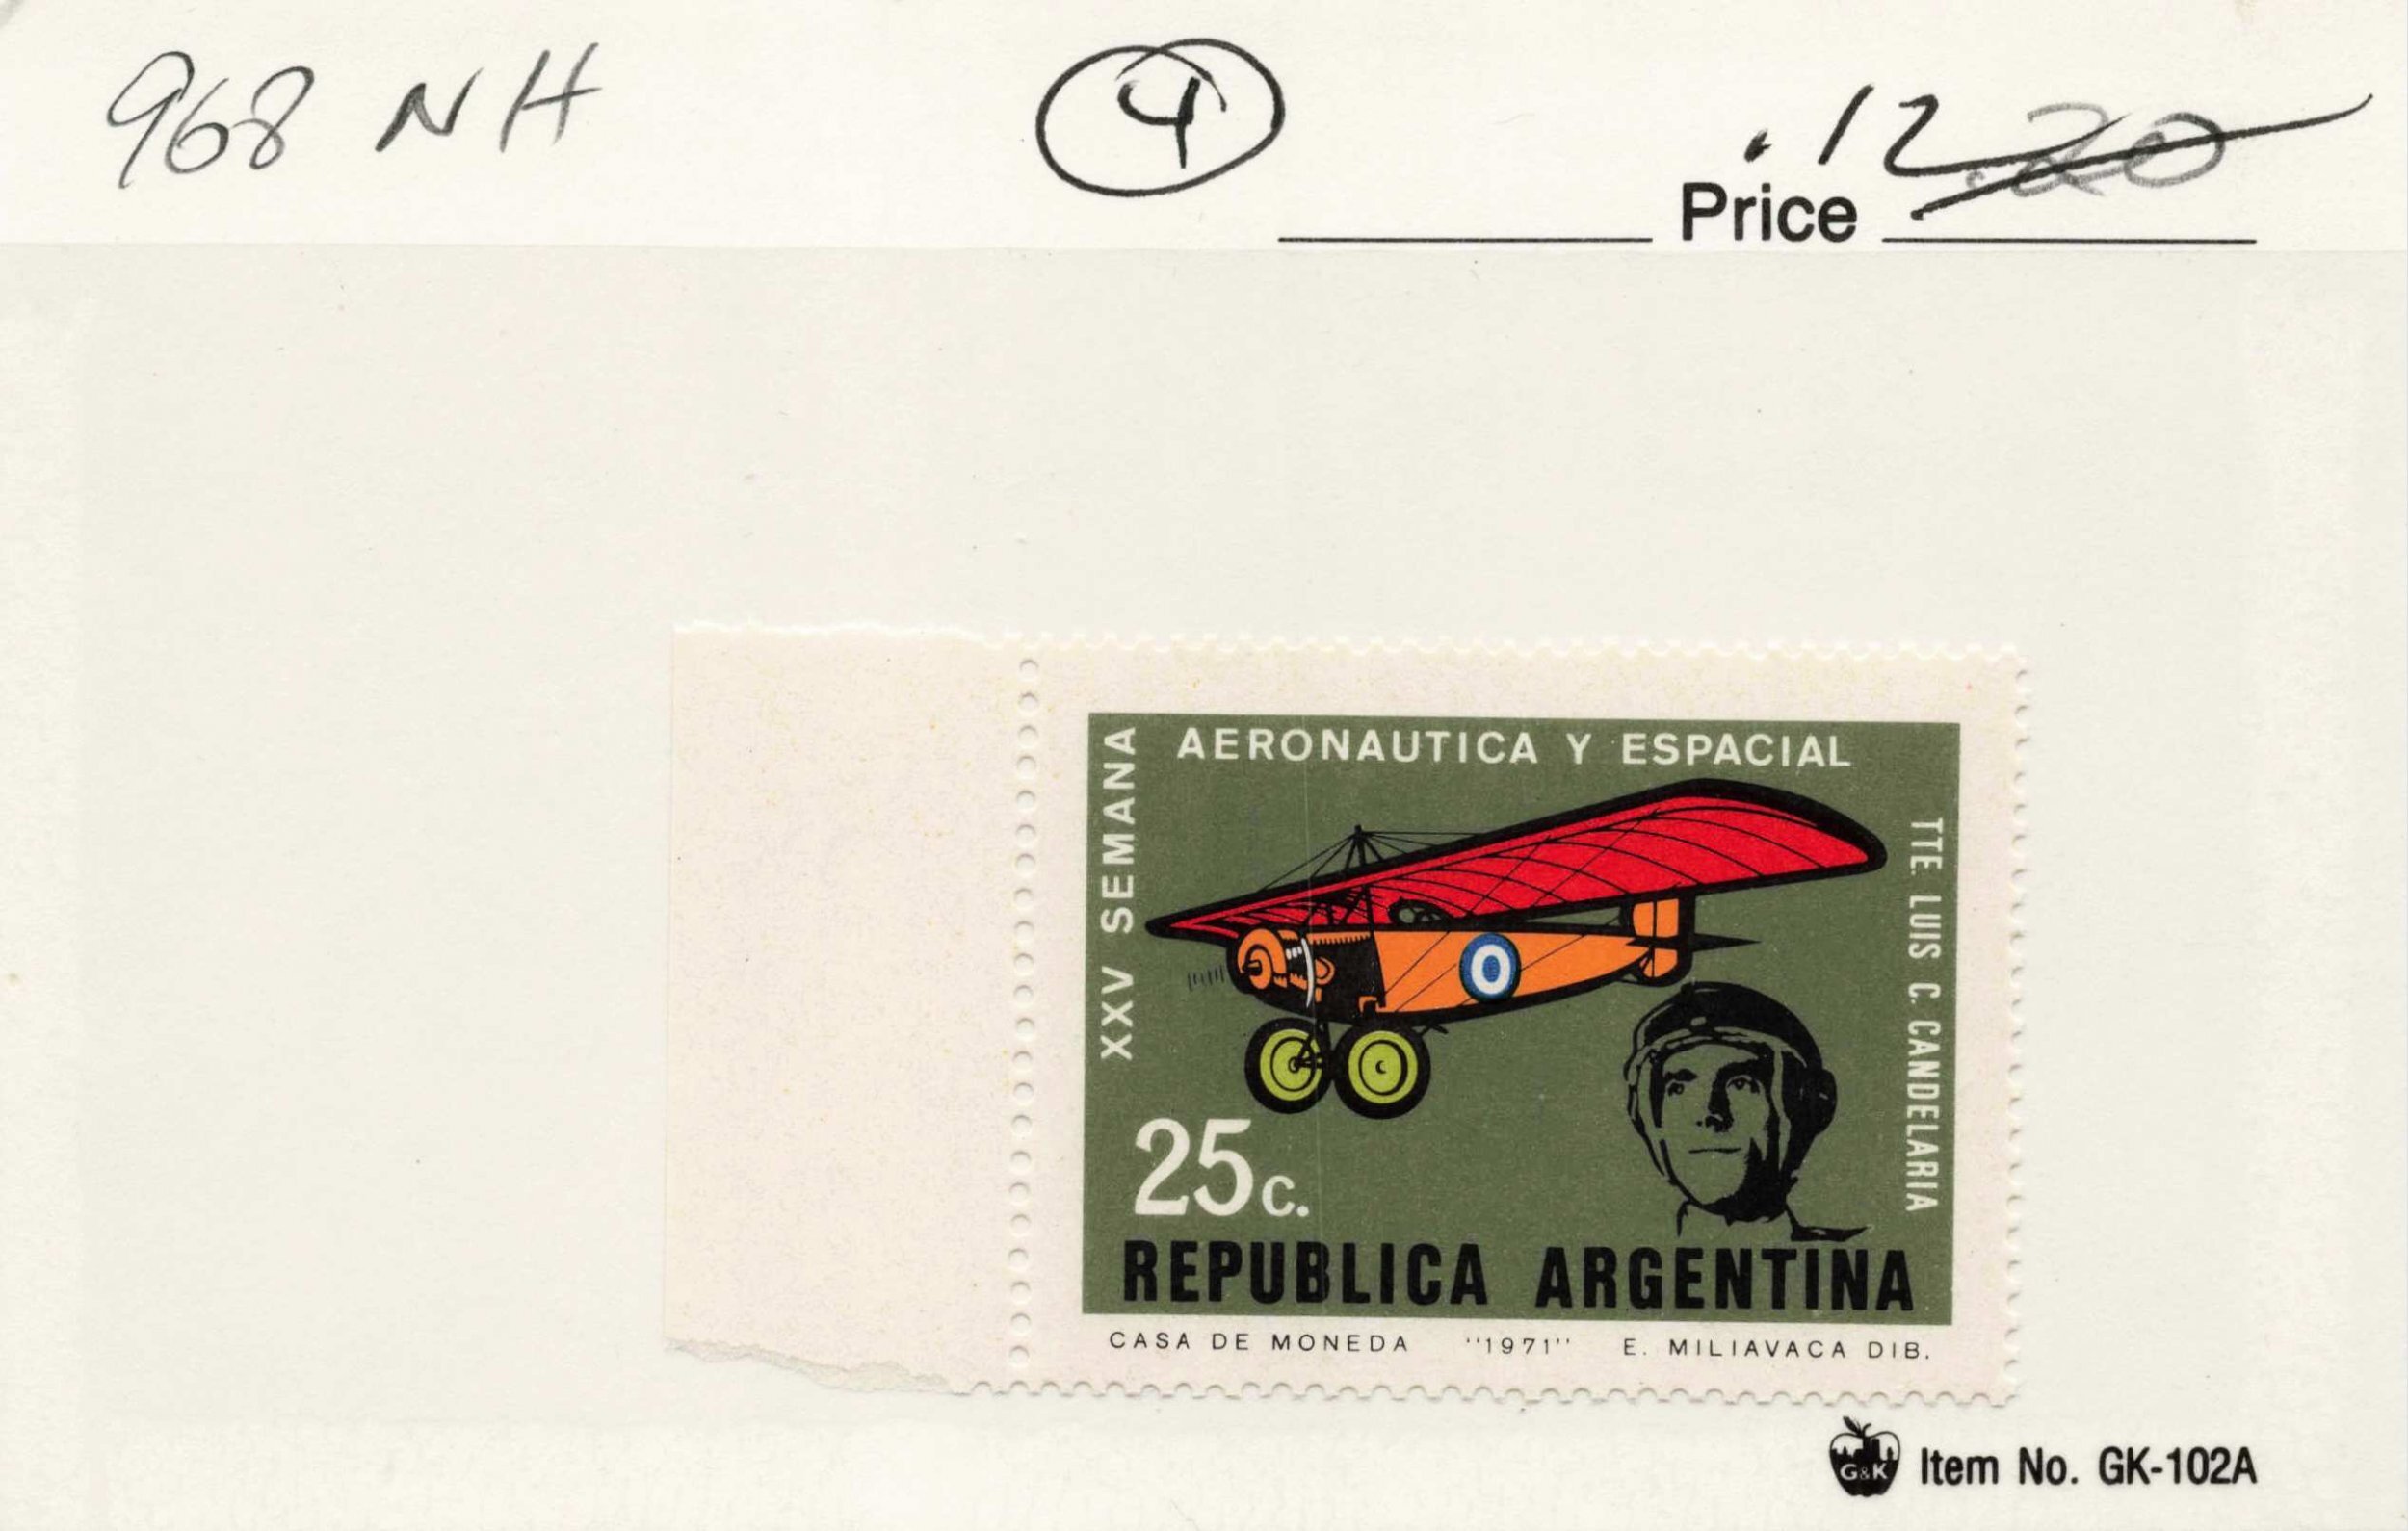 968 NH
4
.12 .20
Price
XXV SEMANA
AERONAUTICA Y ESPACIAL
TTE. LUIS C. CANDELARIA
25c.
REPUBLICA ARGENTINA
CASA DE MONEDA "1971" E. MILIAVACA DIB.
G&K Item No. GK-102A